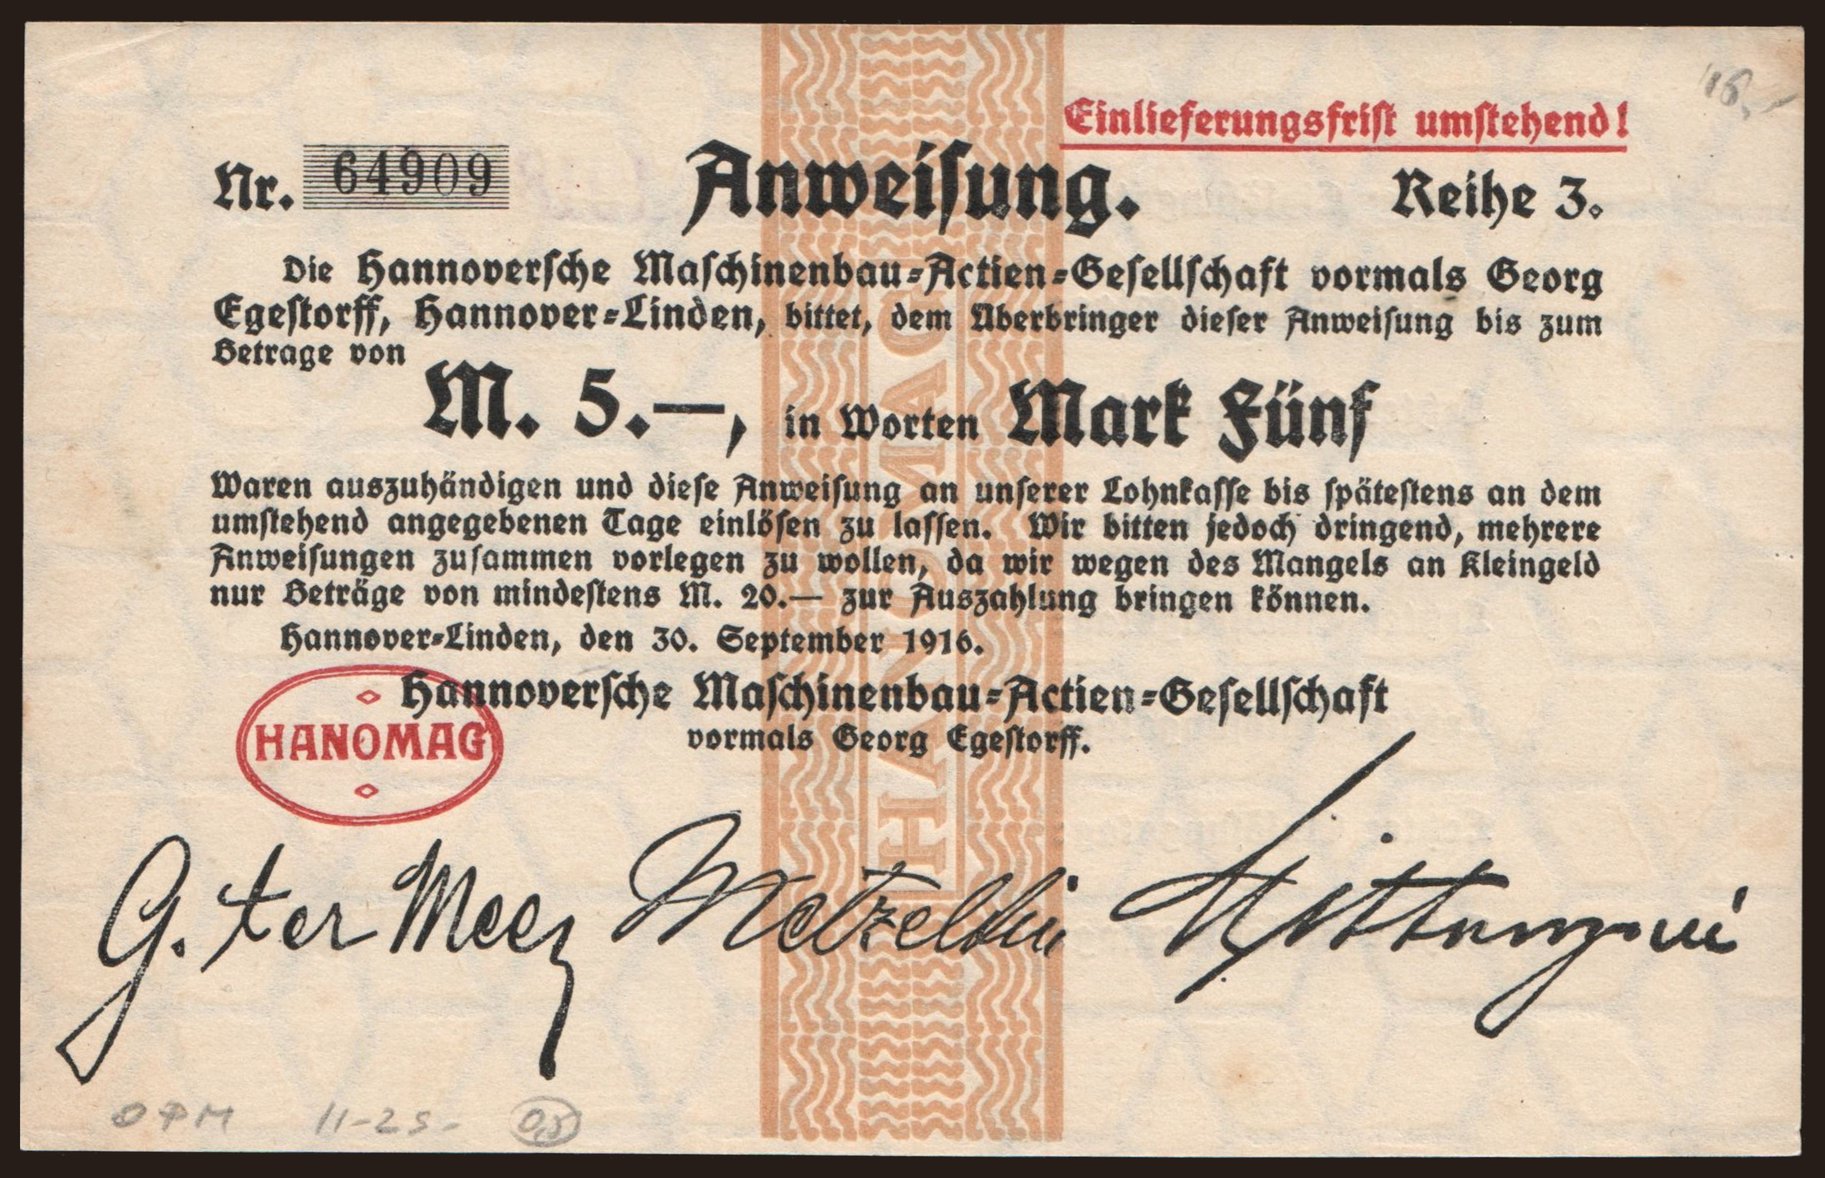 Einlieferungsfrist umstehend!
Nr. 64909 Anweisung. Reihe 3.
Die Hannoversche Maschinenbau-Actien-Gesellschaft vormals Georg
Egestorff, Hannover-Linden, bittet, dem Überbringer dieser Anweisung bis zum
Betrage von
M. 5.—, in Worten Mark Fünf
Waren auszuhändigen und diese Anweisung an unserer Lohnkasse bis spätestens an dem
umstehend angegebenen Tage einlösen zu lassen. Wir bitten jedoch dringend, mehrere
Anweisungen zusammen vorlegen zu wollen, da wir wegen des Mangels an Kleingeld
nur Beträge von mindestens M. 20.— zur Auszahlung bringen können.
Hannover-Linden, den 30. September 1916.
Hannoversche Maschinenbau-Actien-Gesellschaft
vormals Georg Egestorff.
HANOMAG
HANOMAG
G. ter Meer Metzeltin
11-25-